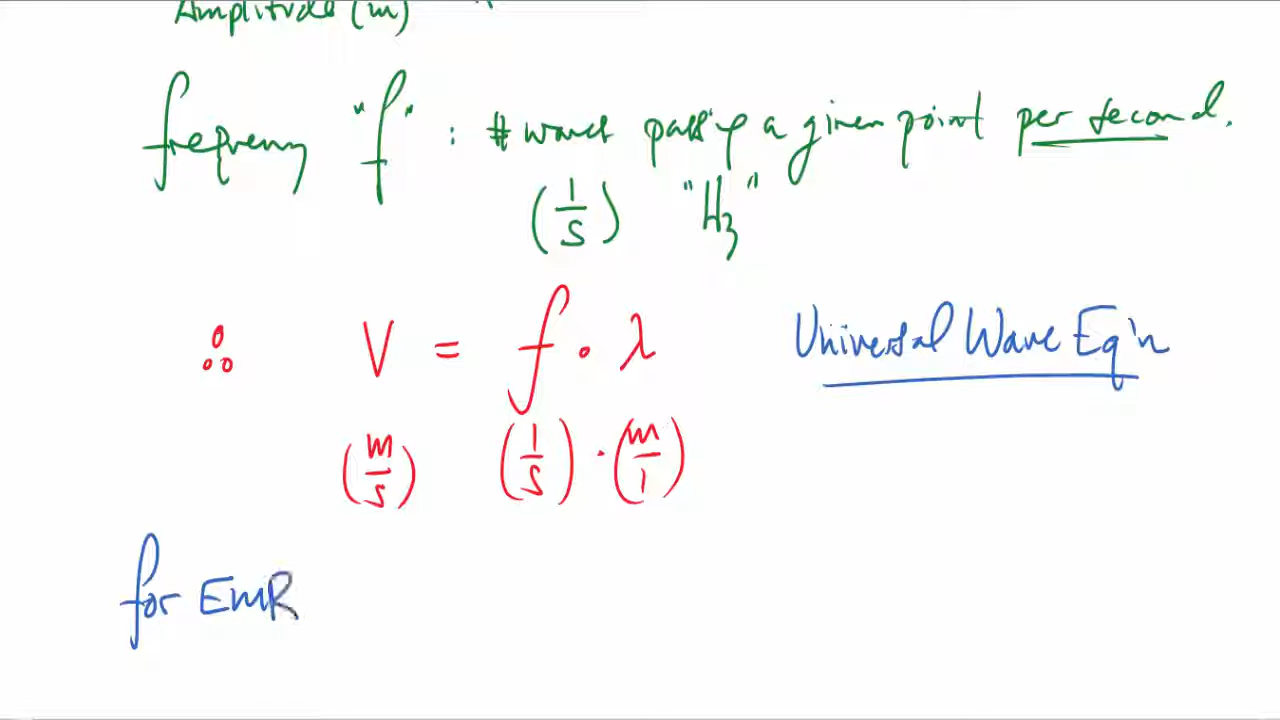 Amplitude (m)
frequency "f" : # waves passing a given point per second.
(1/s) "Hz"
∴ V = f · λ Universal Wave Eq'n
(m/s) (1/s) · (m/1)
for EMR